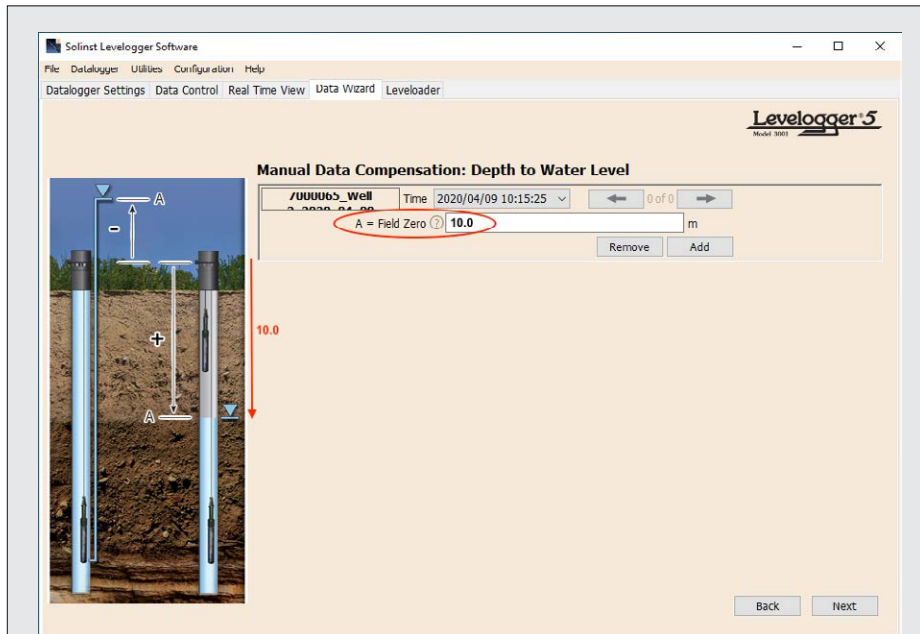 Solinst Levelogger Software
File Datalogger Utilities Configuration Help
Datalogger Settings Data Control Real Time View Data Wizard Leveloader
Levelogger 5
Model 3001
Manual Data Compensation: Depth to Water Level
7000065_Well Time 2020/04/09 10:15:25 0 of 0
A = Field Zero ? 10.0 m
Remove Add
A
-
+
10.0
A
Back Next